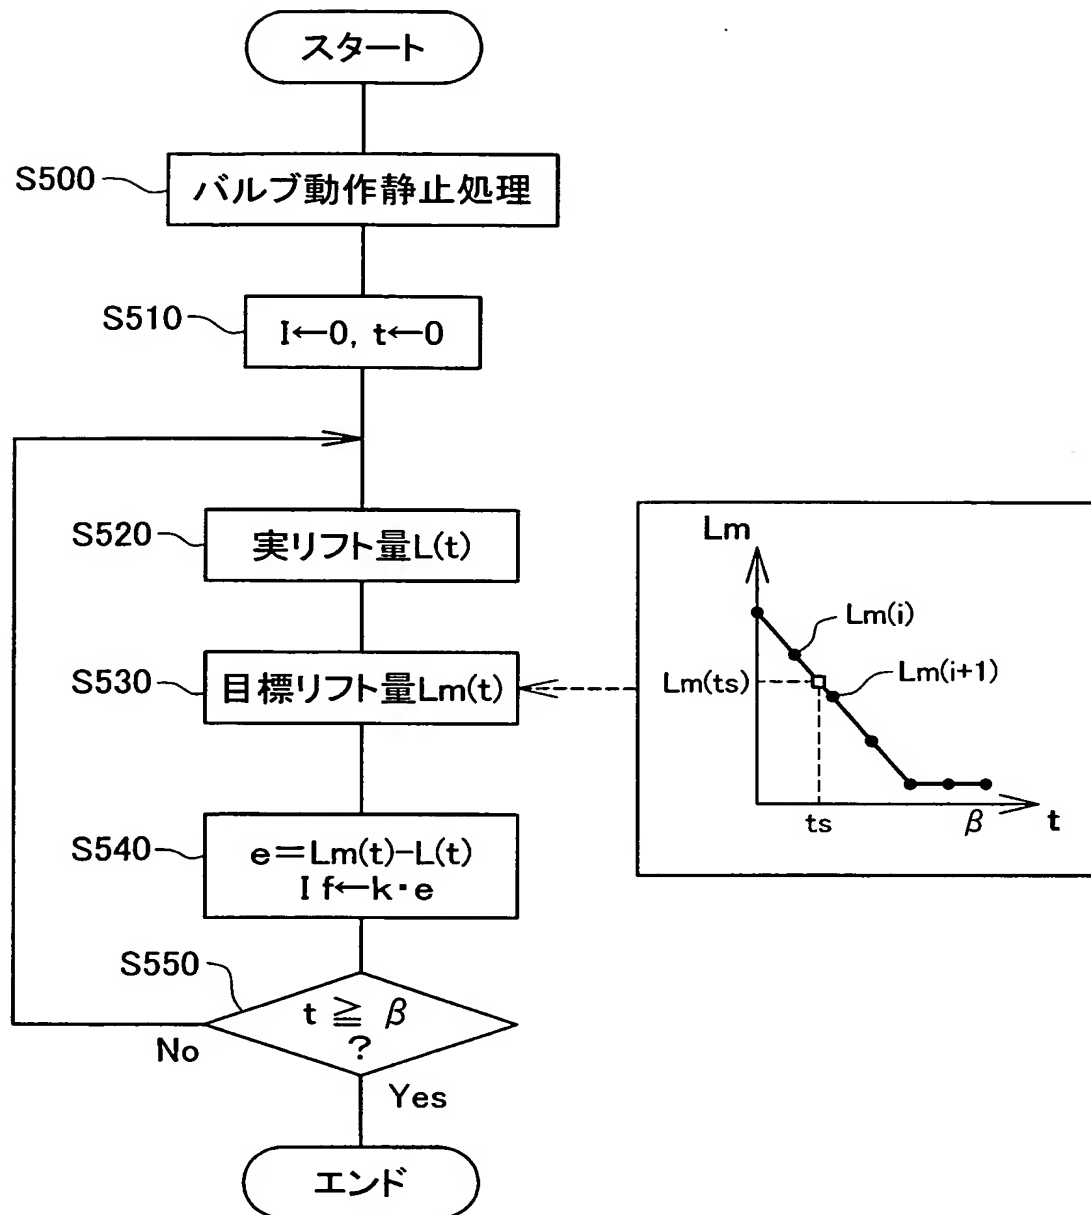 スタート
S500
バルブ動作静止処理
S510
I←0, t←0
S520
実リフト量L(t)
S530
目標リフト量Lm(t)
Lm
Lm(i)
Lm(ts)
Lm(i+1)
ts
β
t
S540
e=Lm(t)-L(t)
I f←k・e
S550
t ≧ β
?
No
Yes
エンド